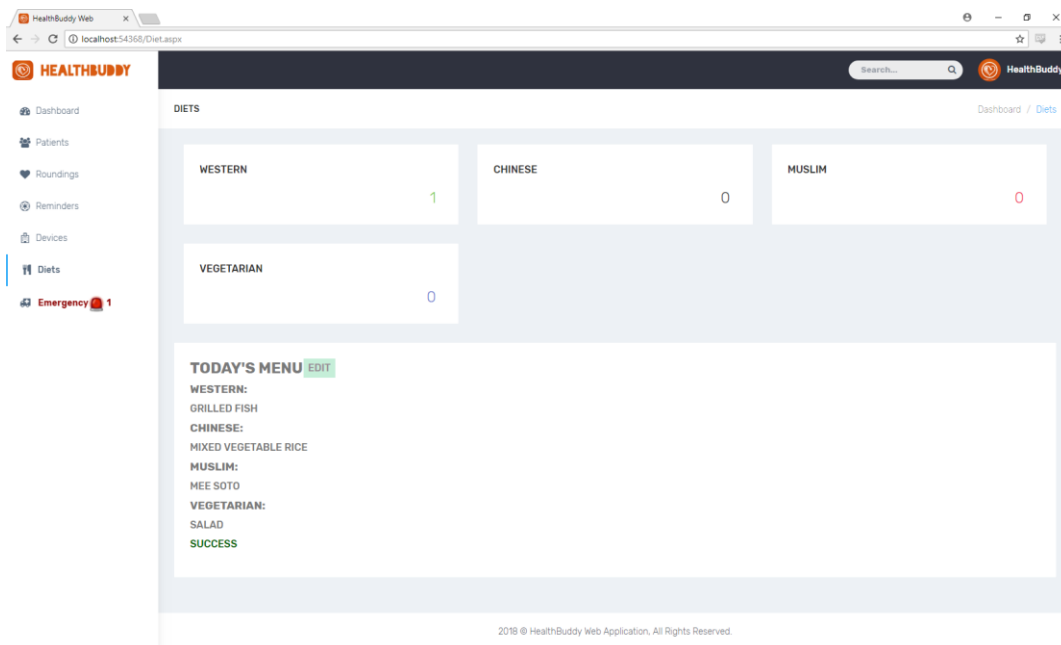 HealthBuddy Web
localhost:54368/Diet.aspx
HEALTHBUDDY
Search...
HealthBuddy
Dashboard
Patients
Roundings
Reminders
Devices
Diets
Emergency 1
DIETS
Dashboard / Diets
WESTERN
1
CHINESE
0
MUSLIM
0
VEGETARIAN
0
TODAY'S MENU EDIT
WESTERN:
GRILLED FISH
CHINESE:
MIXED VEGETABLE RICE
MUSLIM:
MEE SOTO
VEGETARIAN:
SALAD
SUCCESS
2018 © HealthBuddy Web Application, All Rights Reserved.